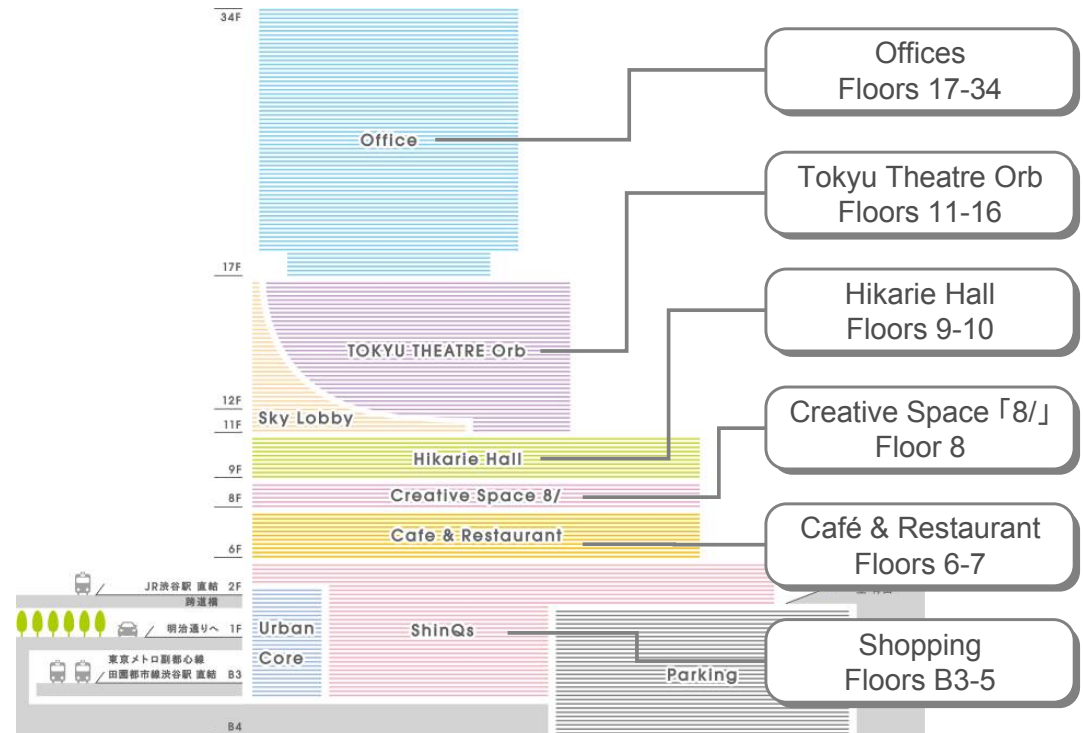 34F
Offices
Floors 17-34
Office
Tokyu Theatre Orb
Floors 11-16
17F
Hikarie Hall
Floors 9-10
TOKYU THEATRE Orb
12F
Sky Lobby
11F
Creative Space「8/」
Floor 8
Hikarie Hall
9F
Creative Space 8/
8F
Café & Restaurant
Floors 6-7
Cafe & Restaurant
6F
JR渋谷駅 直結 2F
跨道橋
明治通りへ 1F
Urban
Core
ShinQs
Shopping
Floors B3-5
東京メトロ副都心線
田園都市線渋谷駅 直結 B3
Parking
B4